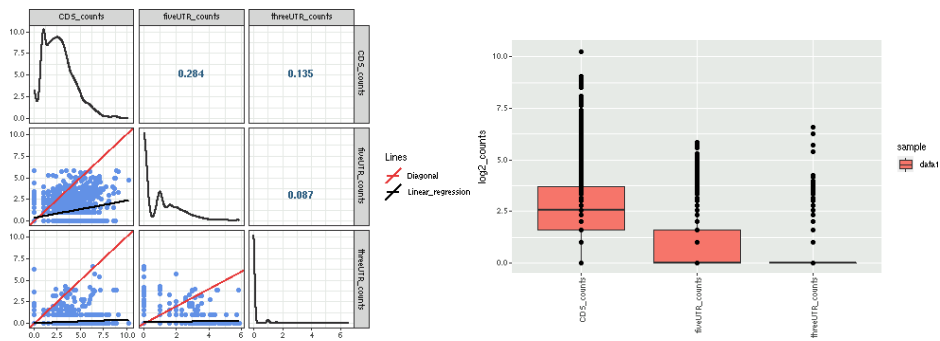 CDS_counts
fiveUTR_counts
threeUTR_counts
10.0
7.5
5.0
2.5
0.0
0.284
0.135
CDS_counts
10.0
7.5
5.0
2.5
0.0
0.087
fiveUTR_counts
10.0
7.5
5.0
2.5
0.0
threeUTR_counts
0.0 2.5 5.0 7.5 10.0
0 2 4 6
0 2 4 6
Lines
Diagonal
Linear_regression
log2_counts
10.0
7.5
5.0
2.5
0.0
CDS_counts
fiveUTR_counts
threeUTR_counts
sample